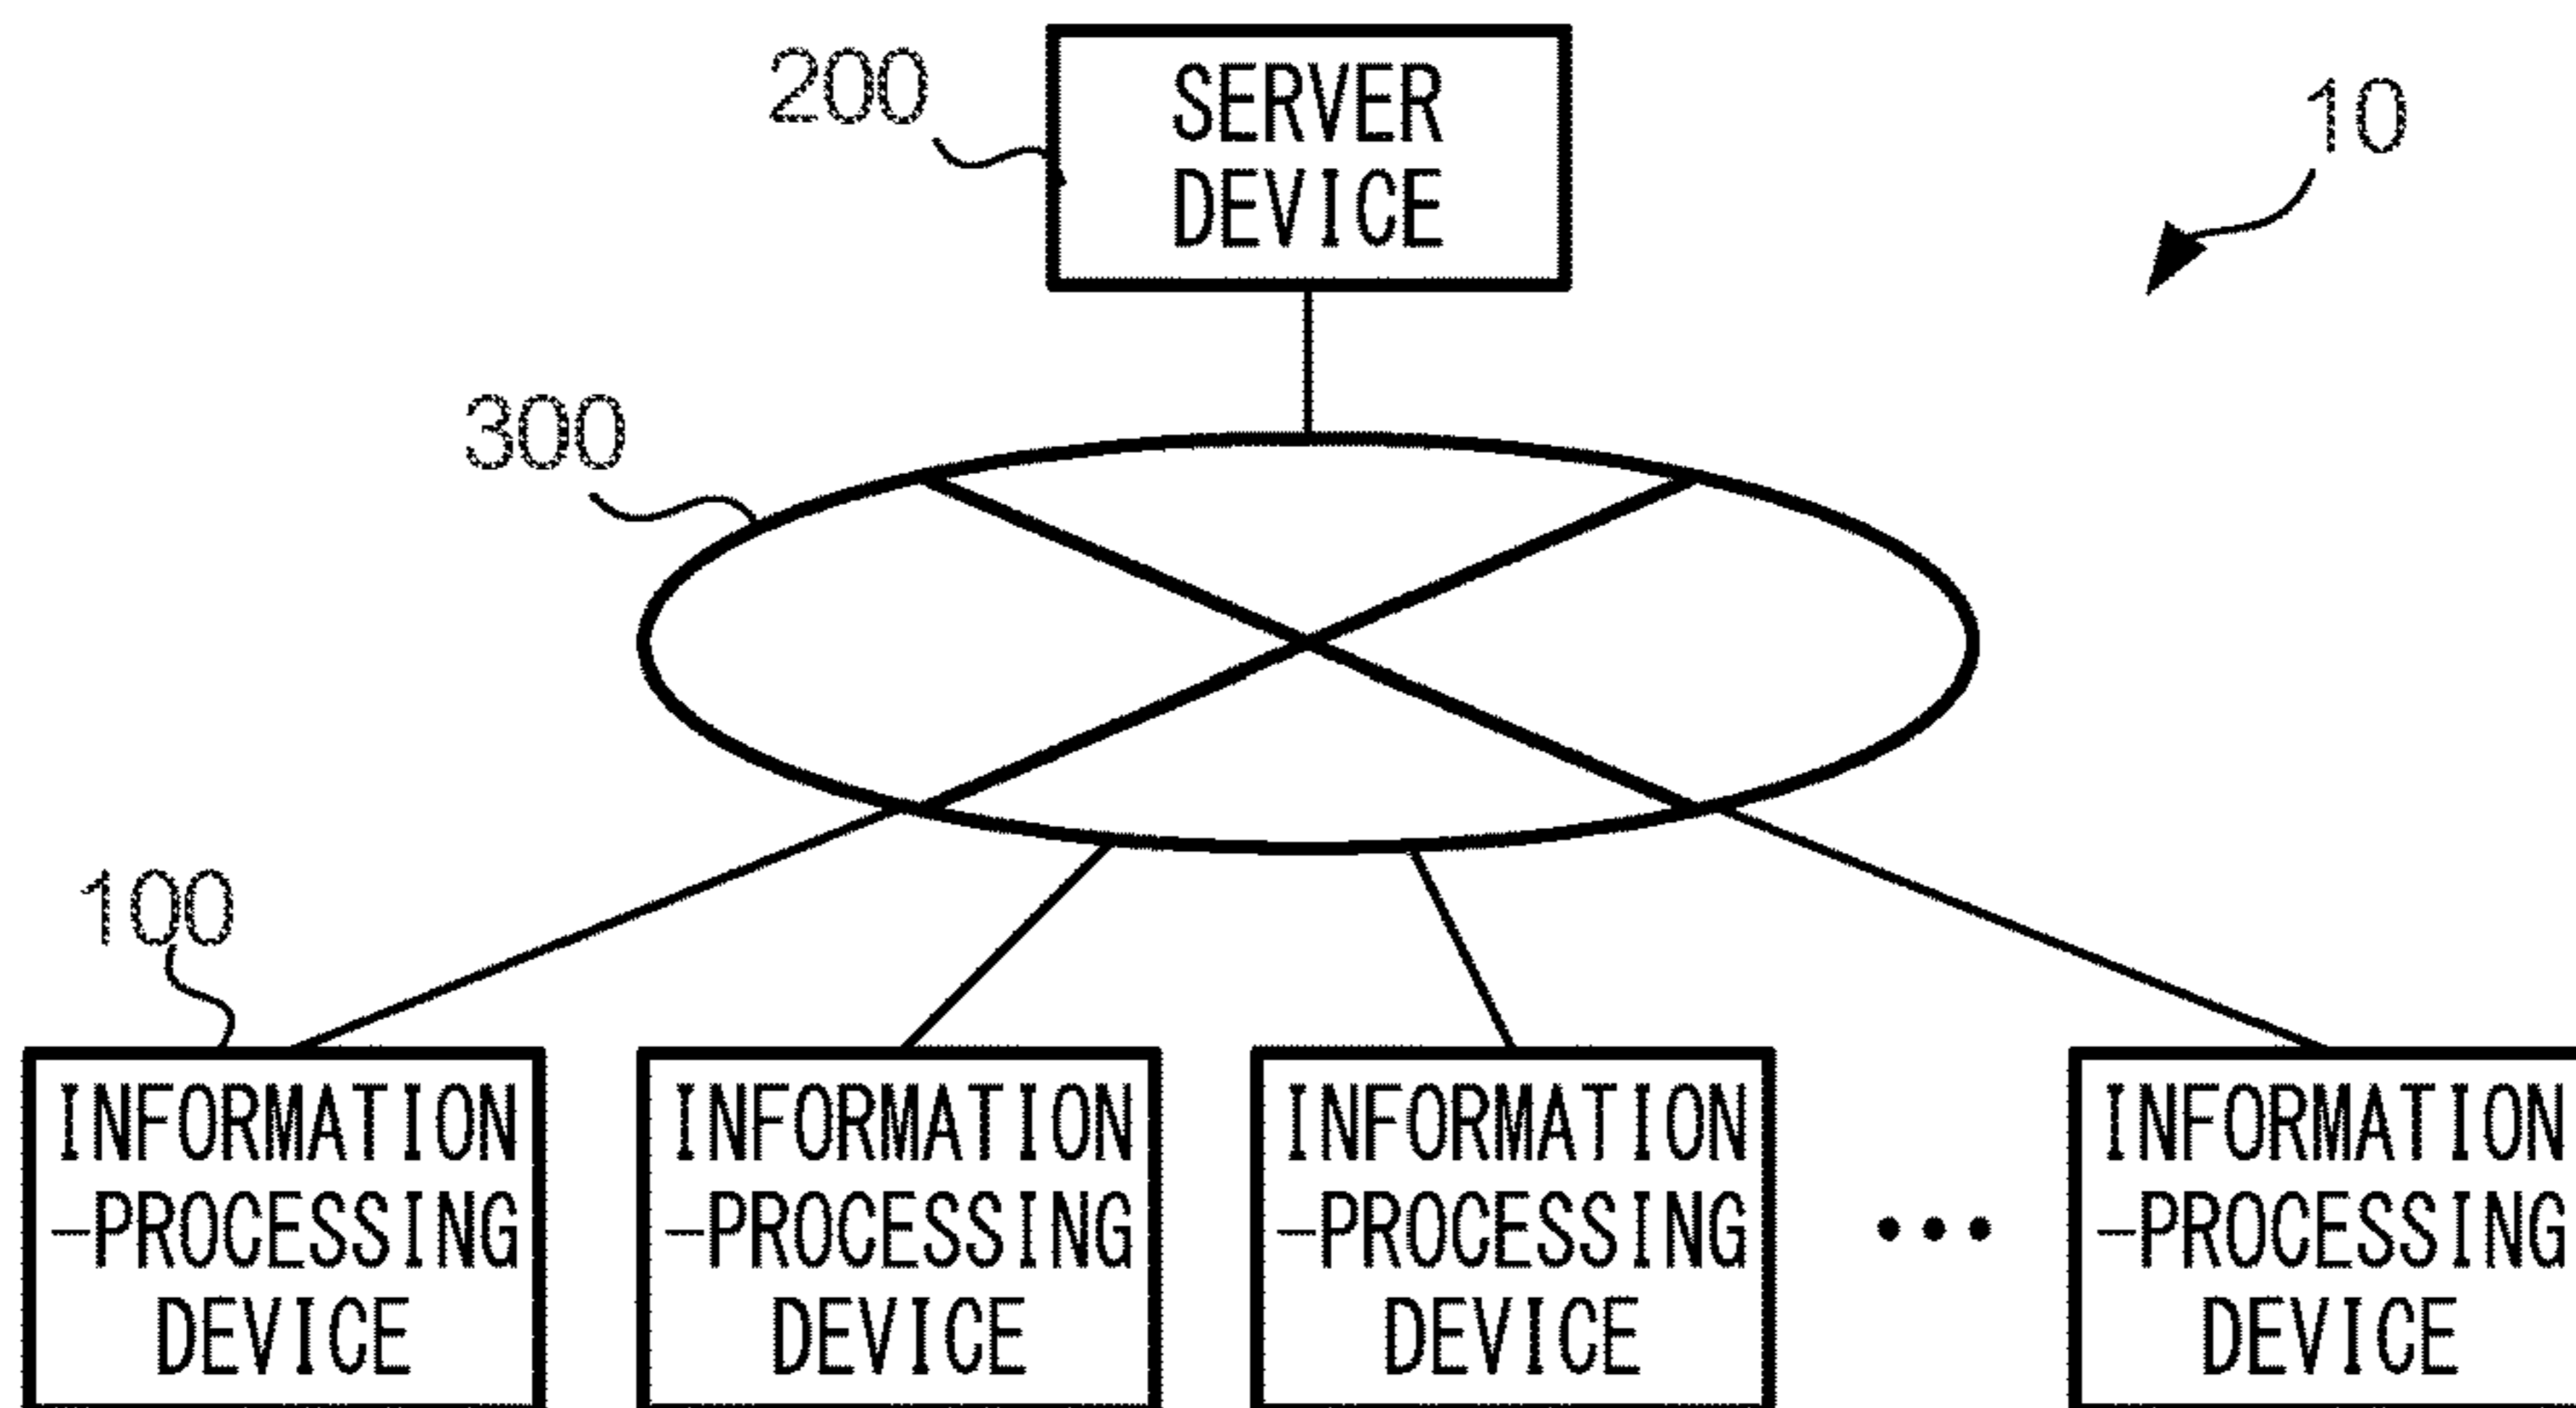 200
SERVER
DEVICE
10
300
100
INFORMATION
-PROCESSING
DEVICE
INFORMATION
-PROCESSING
DEVICE
INFORMATION
-PROCESSING
DEVICE
•••
INFORMATION
-PROCESSING
DEVICE